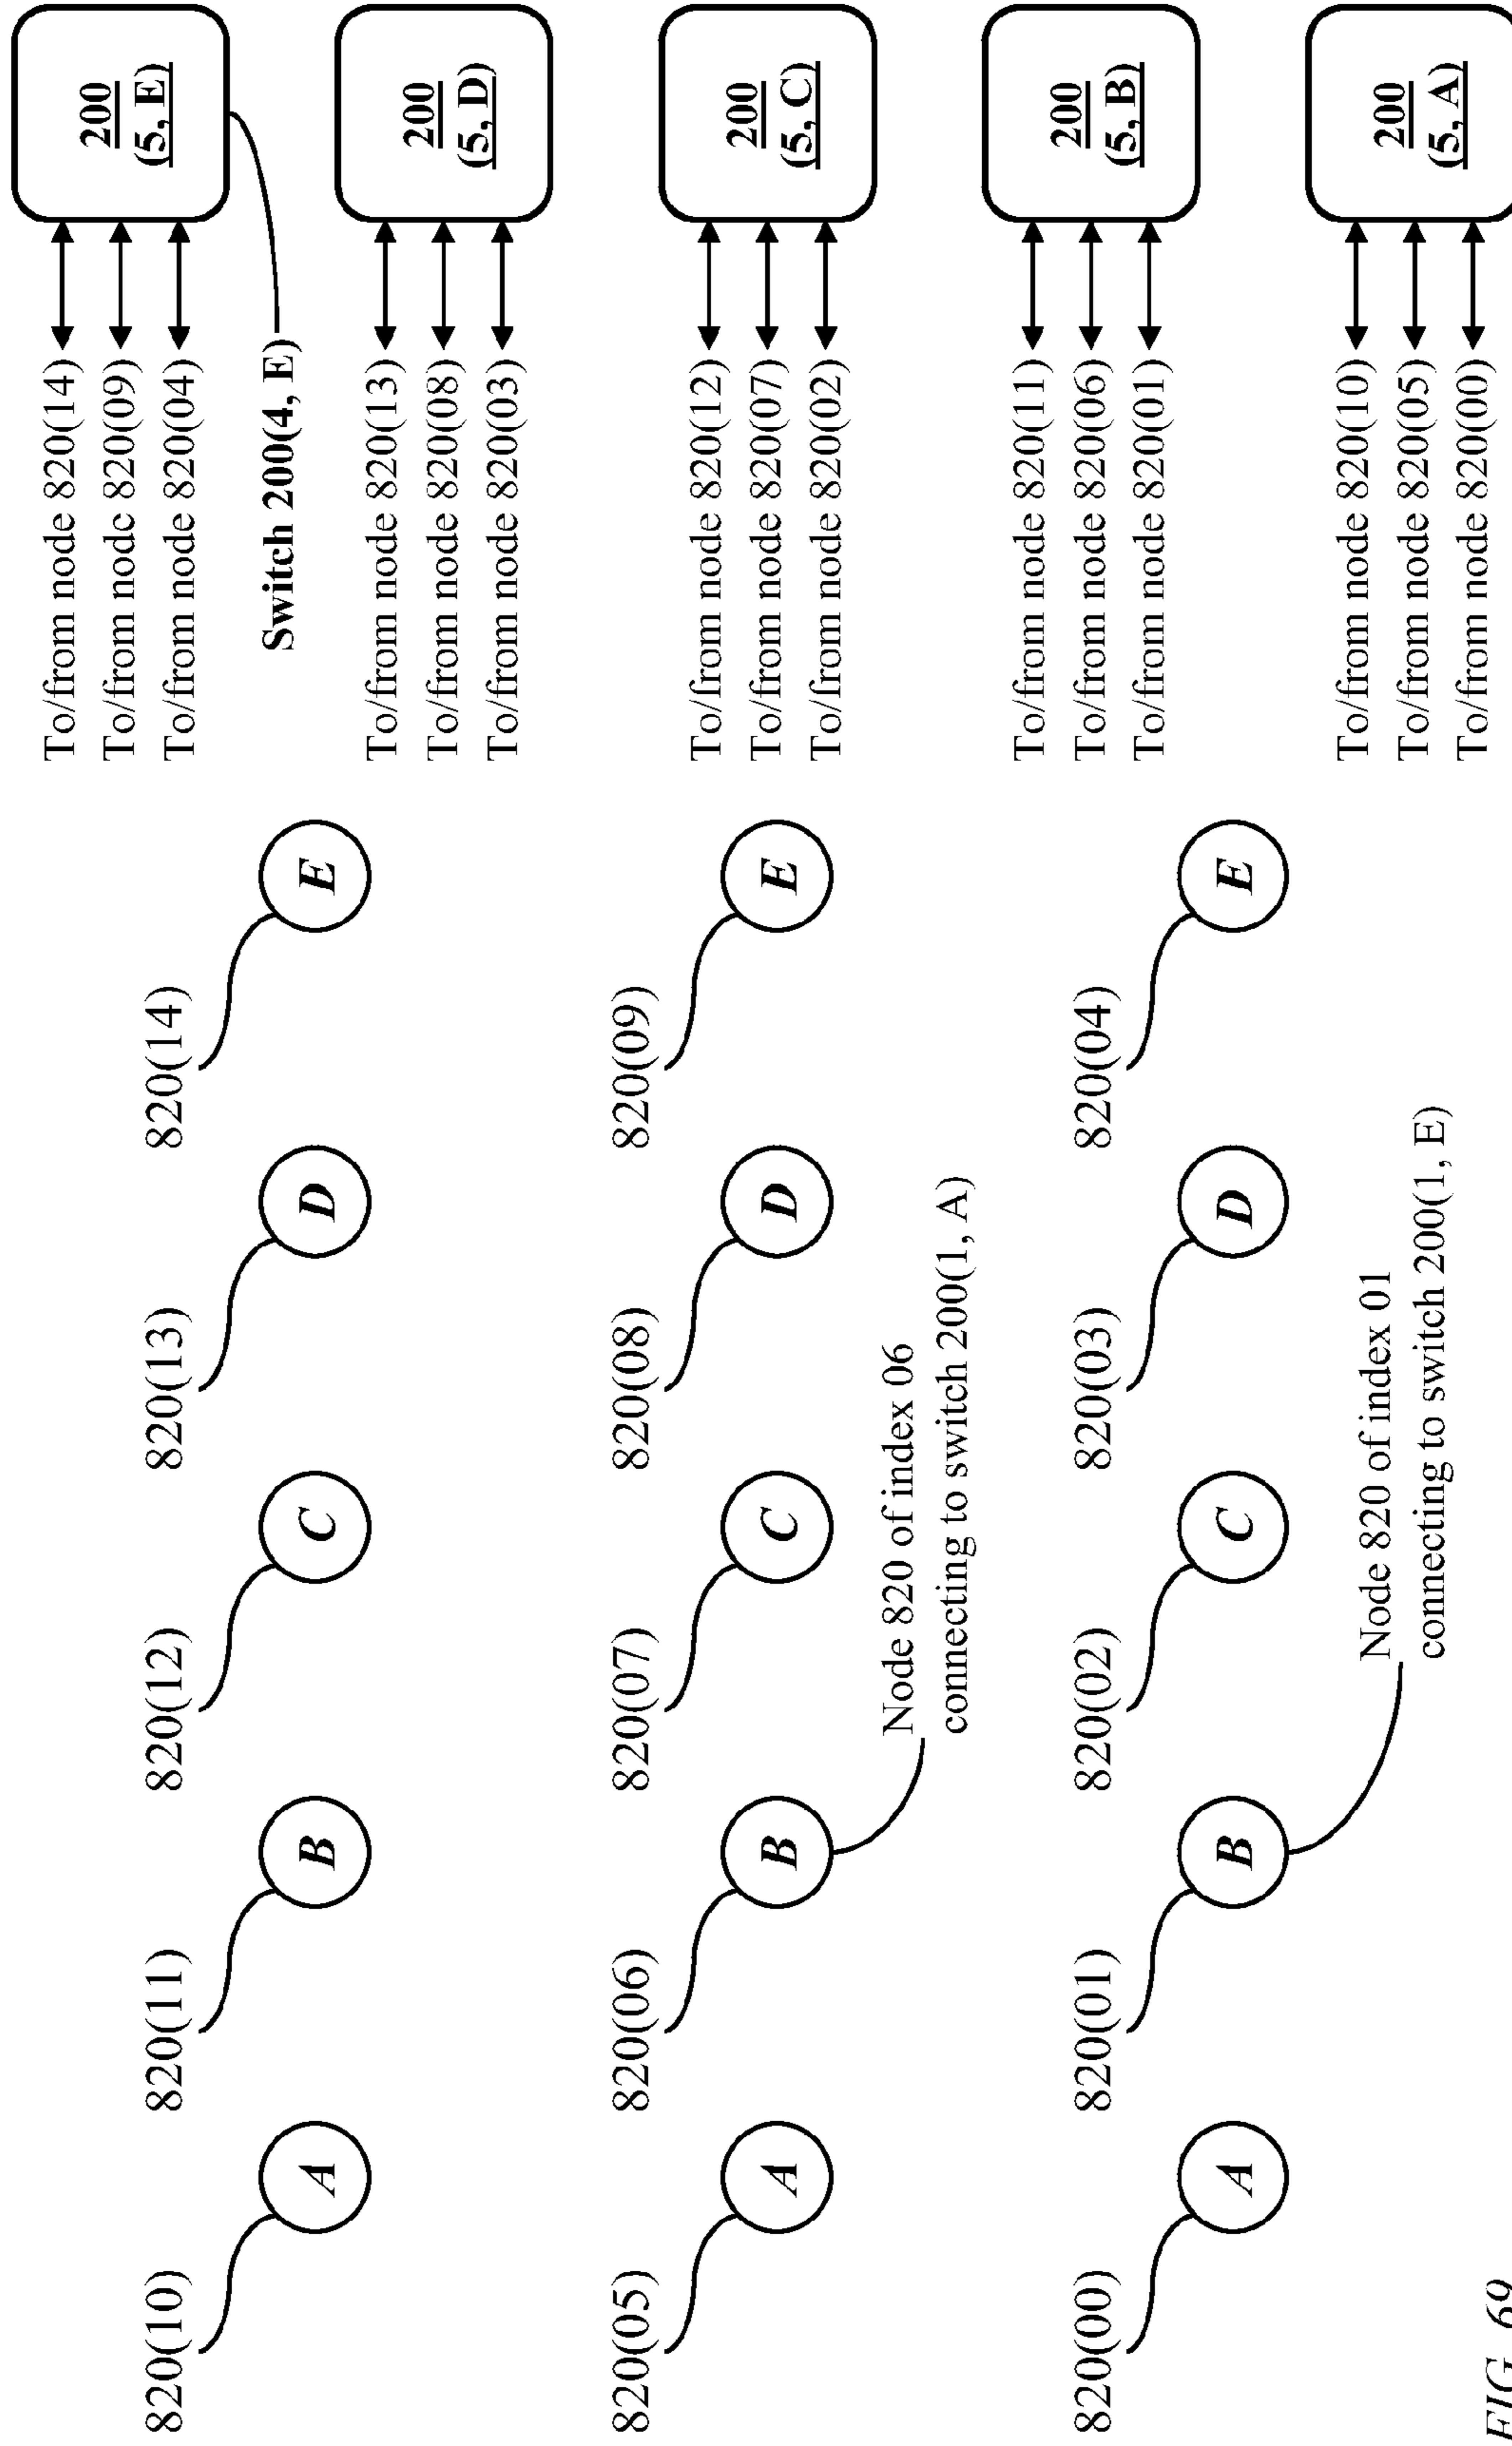 820(10)
820(11)
820(12)
820(13)
820(14)
A
B
C
D
E
820(05)
820(06)
820(07)
820(08)
820(09)
A
B
C
D
E
Node 820 of index 06
connecting to switch 200(1, A)
820(00)
820(01)
820(02)
820(03)
820(04)
A
B
C
D
E
Node 820 of index 01
connecting to switch 200(1, E)
To/from node 820(14)
To/from node 820(09)
To/from node 820(04)
200
(5, E)
Switch 200(4, E)
To/from node 820(13)
To/from node 820(08)
To/from node 820(03)
200
(5, D)
To/from node 820(12)
To/from node 820(07)
To/from node 820(02)
200
(5, C)
To/from node 820(11)
To/from node 820(06)
To/from node 820(01)
200
(5, B)
To/from node 820(10)
To/from node 820(05)
To/from node 820(00)
200
(5, A)
FIG. 69